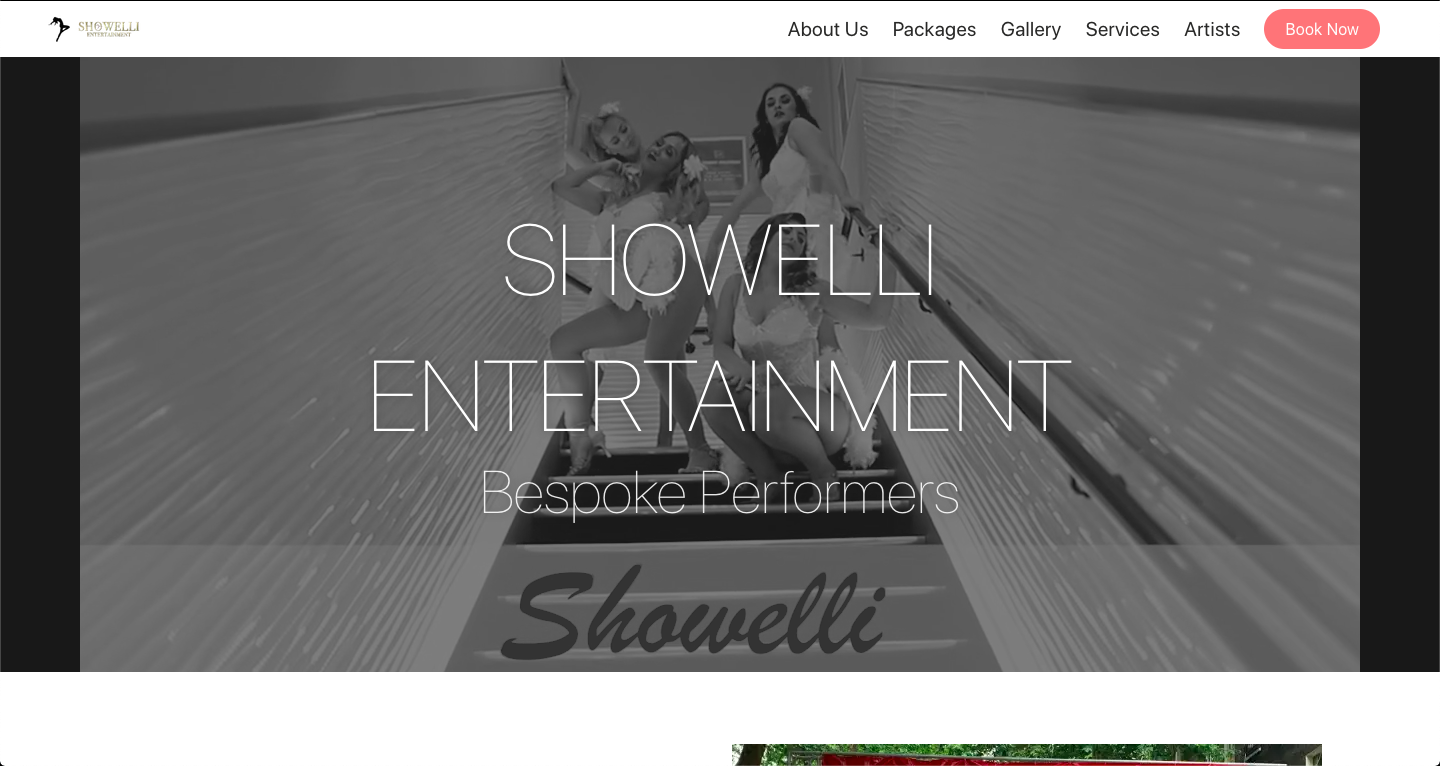 SHOWELLI
ENTERTAINMENT
About Us
Packages
Gallery
Services
Artists
Book Now
SHOWELLI
ENTERTAINMENT
Bespoke Performers
Showelli